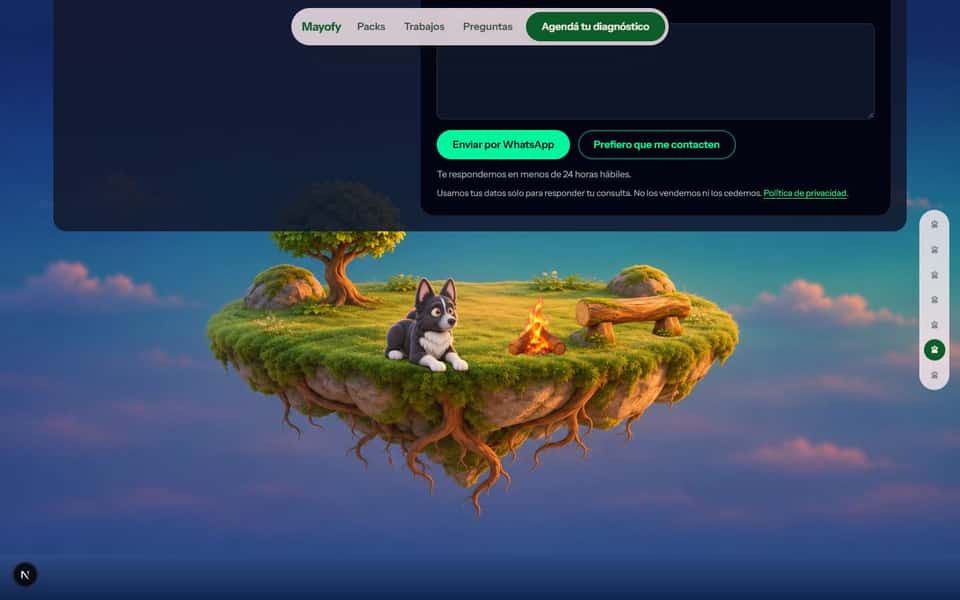 Mayofy Packs Trabajos Preguntas Agendá tu diagnóstico
Enviar por WhatsApp Prefiero que me contacten
Te respondemos en menos de 24 horas hábiles.
Usamos tus datos solo para responder tu consulta. No los vendemos ni los cedemos. Política de privacidad.
N